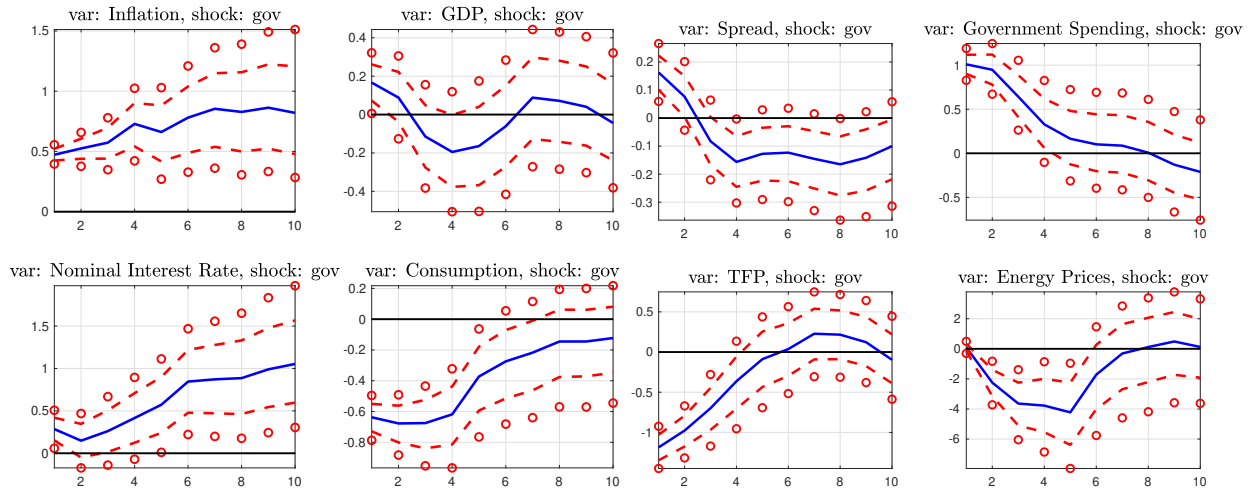 var: Inflation, shock: gov
1.5
1
0.5
0
2 4 6 8 10
var: GDP, shock: gov
0.4
0.2
0
-0.2
-0.4
2 4 6 8 10
var: Spread, shock: gov
0.2
0.1
0
-0.1
-0.2
-0.3
2 4 6 8 10
var: Government Spending, shock: gov
1
0.5
0
-0.5
2 4 6 8 10
var: Nominal Interest Rate, shock: gov
1.5
1
0.5
0
2 4 6 8 10
var: Consumption, shock: gov
0.2
0
-0.2
-0.4
-0.6
-0.8
2 4 6 8 10
var: TFP, shock: gov
0.5
0
-0.5
-1
2 4 6 8 10
var: Energy Prices, shock: gov
2
0
-2
-4
-6
2 4 6 8 10